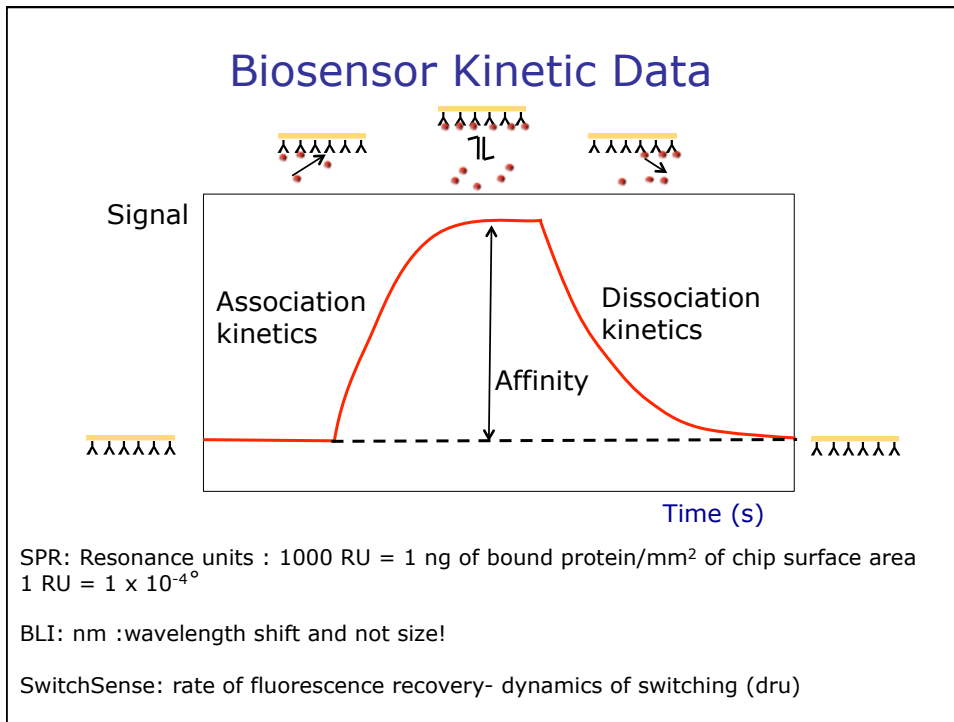 Biosensor Kinetic Data
Signal
Association
kinetics
Dissociation
kinetics
Affinity
Time (s)
SPR: Resonance units : 1000 RU = 1 ng of bound protein/mm² of chip surface area
1 RU = 1 x 10⁻⁴°
BLI: nm :wavelength shift and not size!
SwitchSense: rate of fluorescence recovery- dynamics of switching (dru)